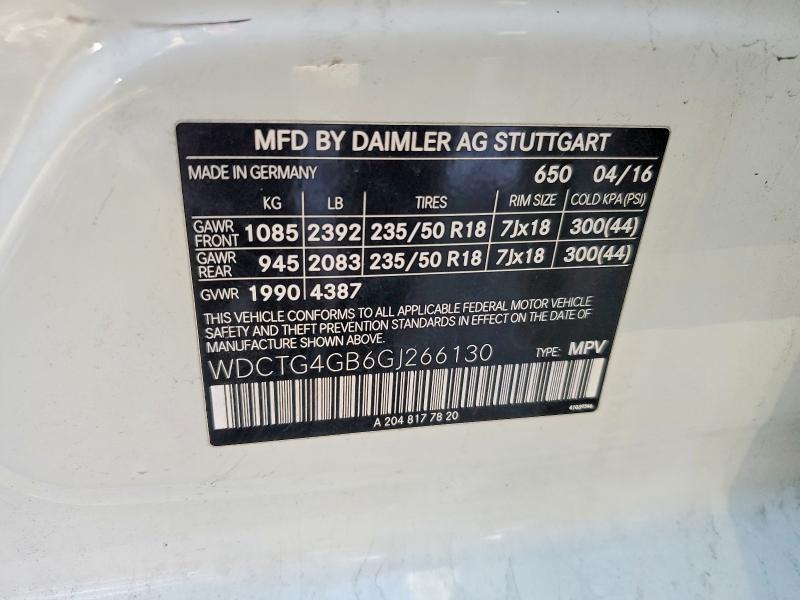 MFD BY DAIMLER AG STUTTGART
MADE IN GERMANY 650 04/16
KG LB TIRES RIM SIZE COLD KPA(PSI)
GAWR FRONT 1085 2392 235/50 R18 7Jx18 300(44)
GAWR REAR 945 2083 235/50 R18 7Jx18 300(44)
GVWR 1990 4387
THIS VEHICLE CONFORMS TO ALL APPLICABLE FEDERAL MOTOR VEHICLE
SAFETY AND THEFT PREVENTION STANDARDS IN EFFECT ON THE DATE OF
MANUFACTURE SHOWN ABOVE.
WDCTG4GB6GJ266130 TYPE: MPV
A 204 817 78 20